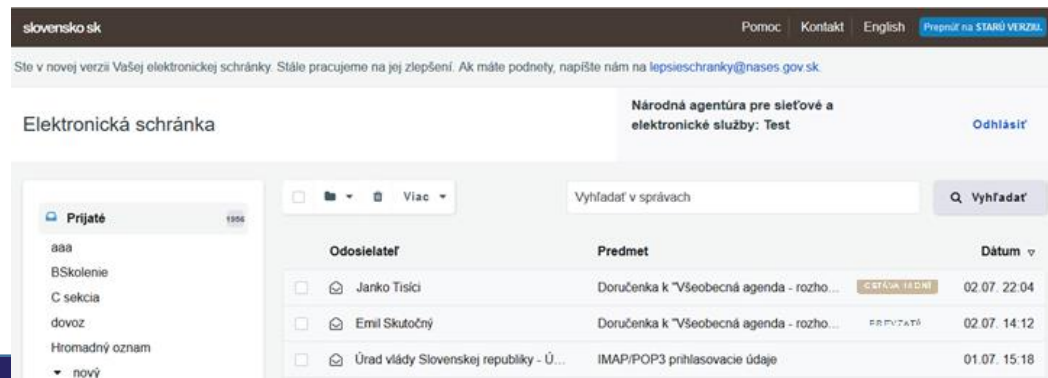 slovensko sk Pomoc Kontakt English Prepnúť na STARÚ VERZIU.
Ste v novej verzii Vašej elektronickej schránky. Stále pracujeme na jej zlepšení. Ak máte podnety, napíšte nám na lepsieschranky@nases.gov.sk.
Elektronická schránka
Národná agentúra pre sieťové a
elektronické služby: Test
Odhlásiť
Viac Vyhľadať v správach Vyhľadať
Prijaté 1956
aaa
BSkolenie
C sekcia
dovoz
Hromadný oznam
nový
Odosielateľ Predmet Dátum
Janko Tisíci Doručenka k "Všeobecná agenda - rozho... 02.07. 22:04
Emil Skutočný Doručenka k "Všeobecná agenda - rozho... PREVZATÉ 02.07. 14:12
Úrad vlády Slovenskej republiky - Ú... IMAP/POP3 prihlasovacie údaje 01.07. 15:18